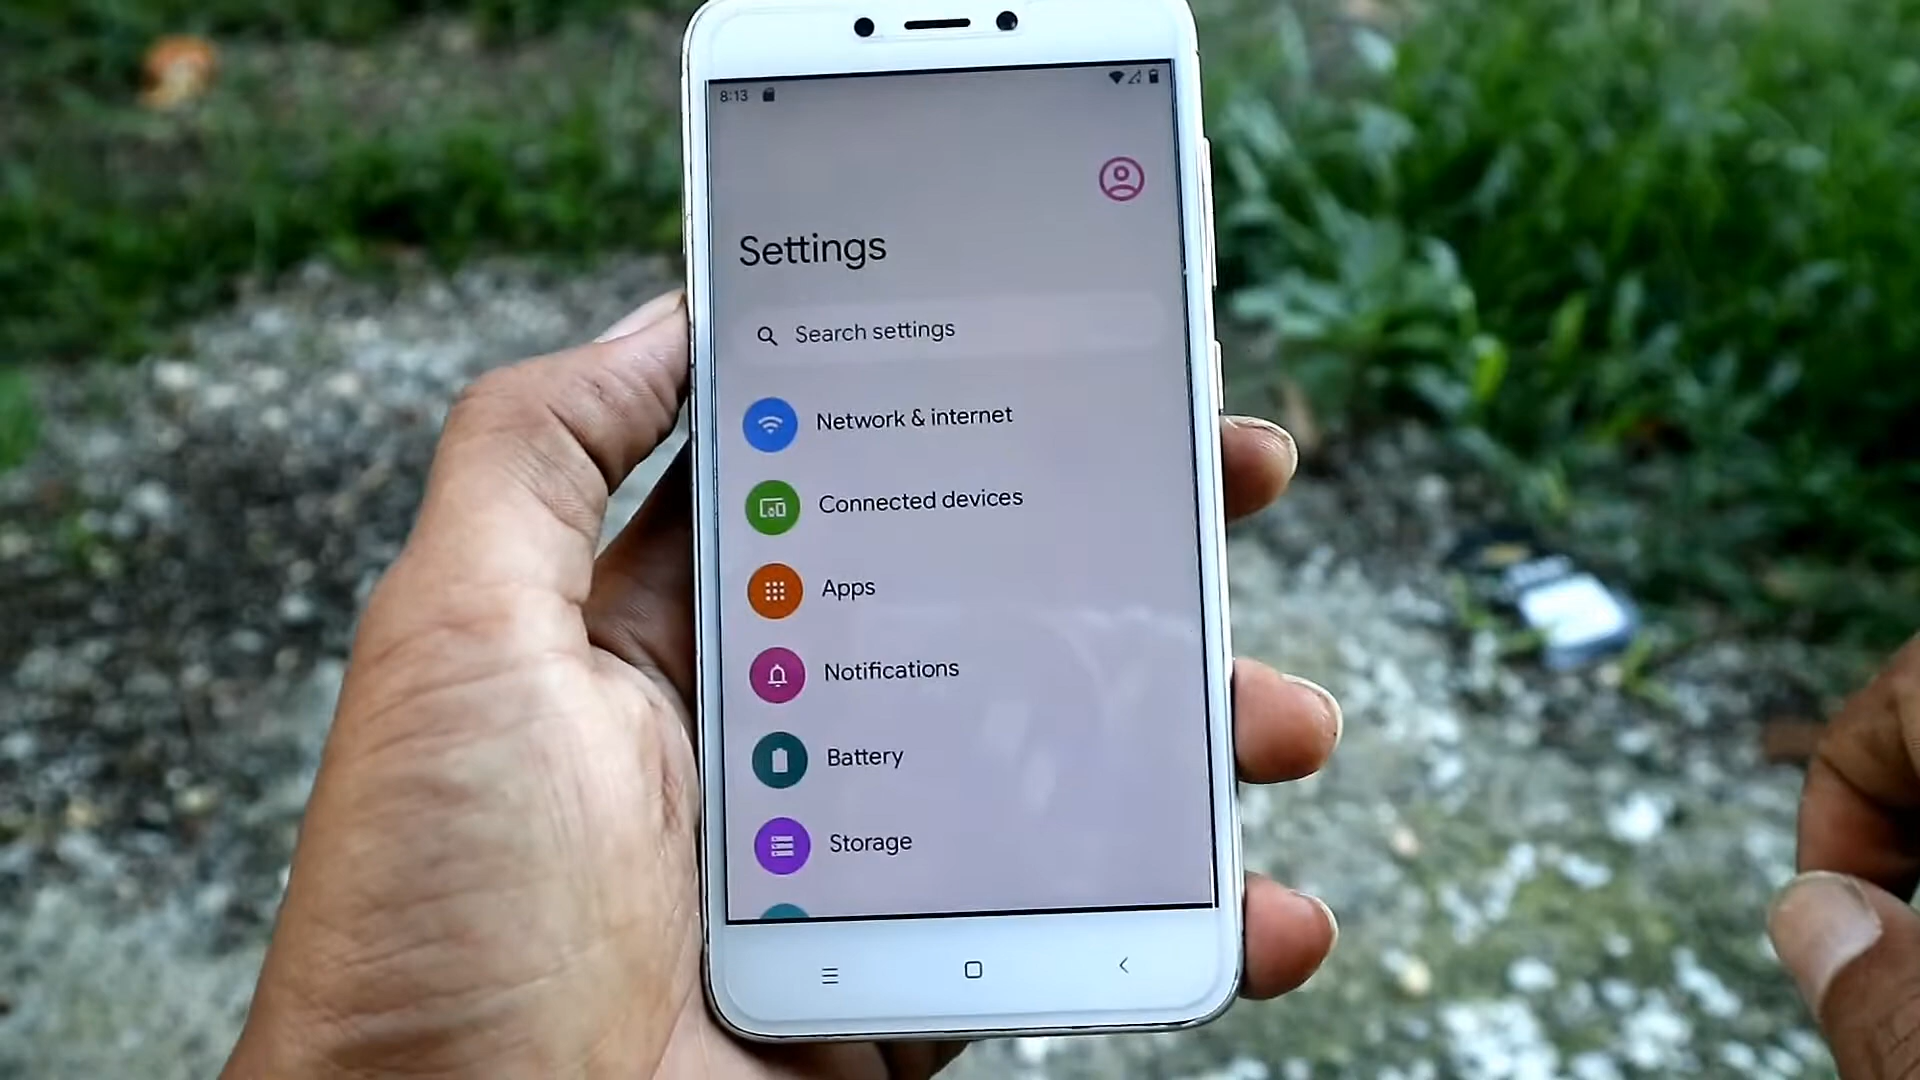 8:13
Settings
Search settings
Network & internet
Connected devices
Apps
Notifications
Battery
Storage